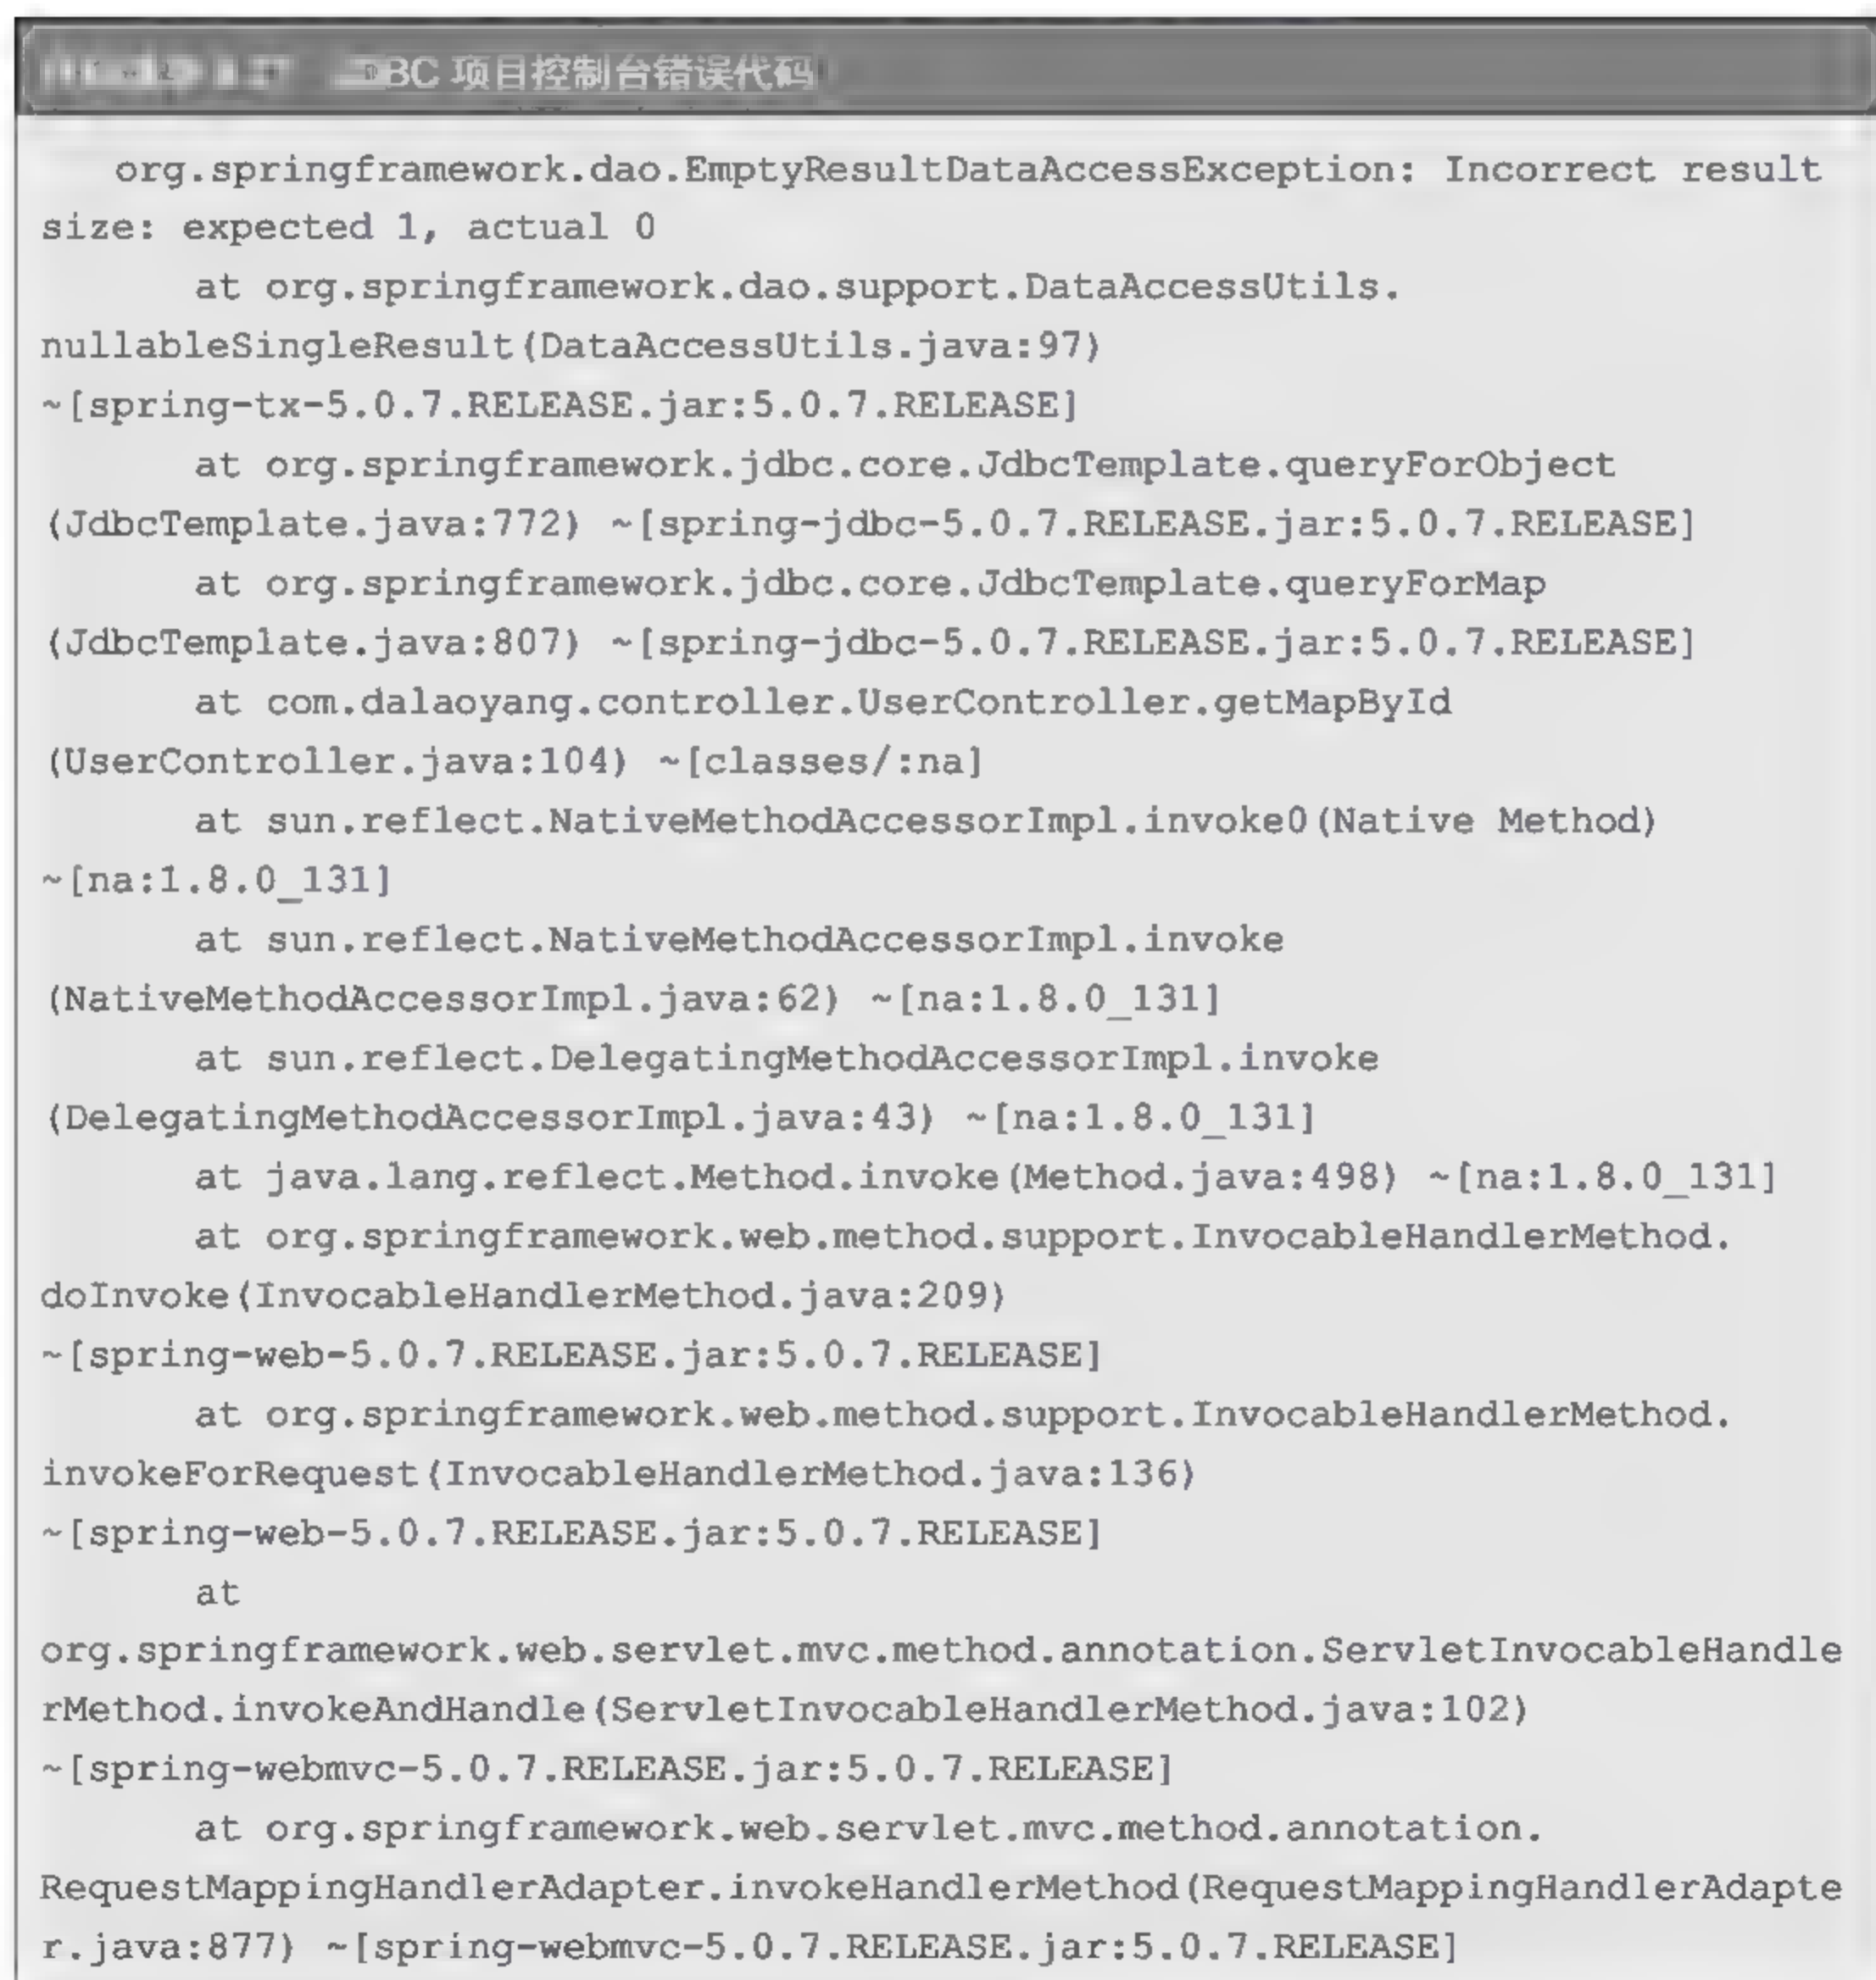 BC 项目控制台错误代码
org.springframework.dao.EmptyResultDataAccessException: Incorrect result
size: expected 1, actual 0
at org.springframework.dao.support.DataAccessUtils.
nullableSingleResult(DataAccessUtils.java:97)
~[spring-tx-5.0.7.RELEASE.jar:5.0.7.RELEASE]
at org.springframework.jdbc.core.JdbcTemplate.queryForObject
(JdbcTemplate.java:772) ~[spring-jdbc-5.0.7.RELEASE.jar:5.0.7.RELEASE]
at org.springframework.jdbc.core.JdbcTemplate.queryForMap
(JdbcTemplate.java:807) ~[spring-jdbc-5.0.7.RELEASE.jar:5.0.7.RELEASE]
at com.dalaoyang.controller.UserController.getMapById
(UserController.java:104) ~[classes/:na]
at sun.reflect.NativeMethodAccessorImpl.invoke0(Native Method)
~[na:1.8.0_131]
at sun.reflect.NativeMethodAccessorImpl.invoke
(NativeMethodAccessorImpl.java:62) ~[na:1.8.0_131]
at sun.reflect.DelegatingMethodAccessorImpl.invoke
(DelegatingMethodAccessorImpl.java:43) ~[na:1.8.0_131]
at java.lang.reflect.Method.invoke(Method.java:498) ~[na:1.8.0_131]
at org.springframework.web.method.support.InvocableHandlerMethod.
doInvoke(InvocableHandlerMethod.java:209)
~[spring-web-5.0.7.RELEASE.jar:5.0.7.RELEASE]
at org.springframework.web.method.support.InvocableHandlerMethod.
invokeForRequest(InvocableHandlerMethod.java:136)
~[spring-web-5.0.7.RELEASE.jar:5.0.7.RELEASE]
at
org.springframework.web.servlet.mvc.method.annotation.ServletInvocableHandle
rMethod.invokeAndHandle(ServletInvocableHandlerMethod.java:102)
~[spring-webmvc-5.0.7.RELEASE.jar:5.0.7.RELEASE]
at org.springframework.web.servlet.mvc.method.annotation.
RequestMappingHandlerAdapter.invokeHandlerMethod(RequestMappingHandlerAdapte
r.java:877) ~[spring-webmvc-5.0.7.RELEASE.jar:5.0.7.RELEASE]